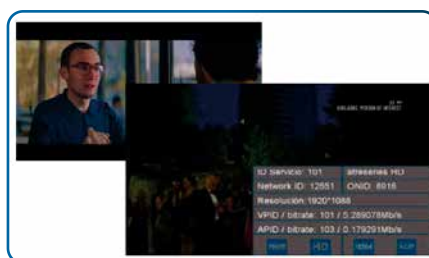 ID Servicio: 101 atreseries HD
Network ID: 12551 ONID: 8916
Resolución: 1920*1088
VPID / bitrate: 101 / 5.289078Mb/s
APID / bitrate: 103 / 0.179291Mb/s
HD